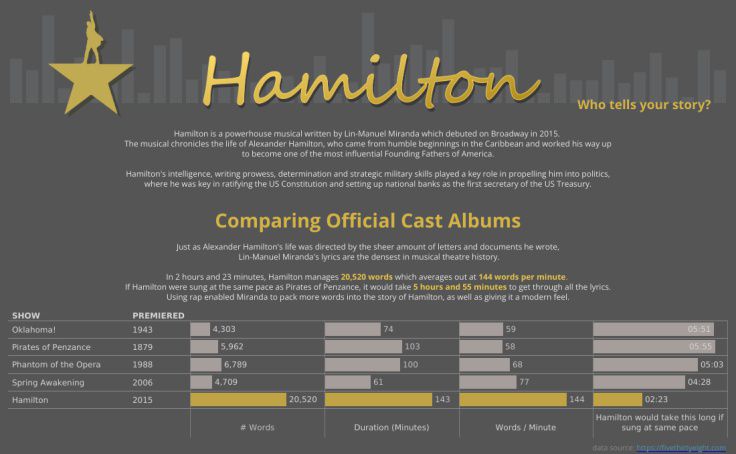 Hamilton
Who tells your story?
Hamilton is a powerhouse musical written by Lin-Manuel Miranda which debuted on Broadway in 2015.
The musical chronicles the life of Alexander Hamilton, who came from humble beginnings in the Caribbean and worked his way up
to become one of the most influential Founding Fathers of America.
Hamilton's intelligence, writing prowess, determination and strategic military skills played a key role in propelling him into politics,
where he was key in ratifying the US Constitution and setting up national banks as the first secretary of the US Treasury.
Comparing Official Cast Albums
Just as Alexander Hamilton's life was directed by the sheer amount of letters and documents he wrote,
Lin-Manuel Miranda's lyrics are the densest in musical theatre history.
In 2 hours and 23 minutes, Hamilton manages 20,520 words which averages out at 144 words per minute.
If Hamilton were sung at the same pace as Pirates of Penzance, it would take 5 hours and 55 minutes to get through all the lyrics.
Using rap enabled Miranda to pack more words into the story of Hamilton, as well as giving it a modern feel.
SHOW PREMIERED
Oklahoma! 1943 4,303 74 59 05:51
Pirates of Penzance 1879 5,962 103 58 05:55
Phantom of the Opera 1988 6,789 100 68 05:03
Spring Awakening 2006 4,709 61 77 04:28
Hamilton 2015 20,520 143 144 02:23
# Words Duration (Minutes) Words / Minute Hamilton would take this long if
sung at same pace
data source: https://fivethirtyeight.com